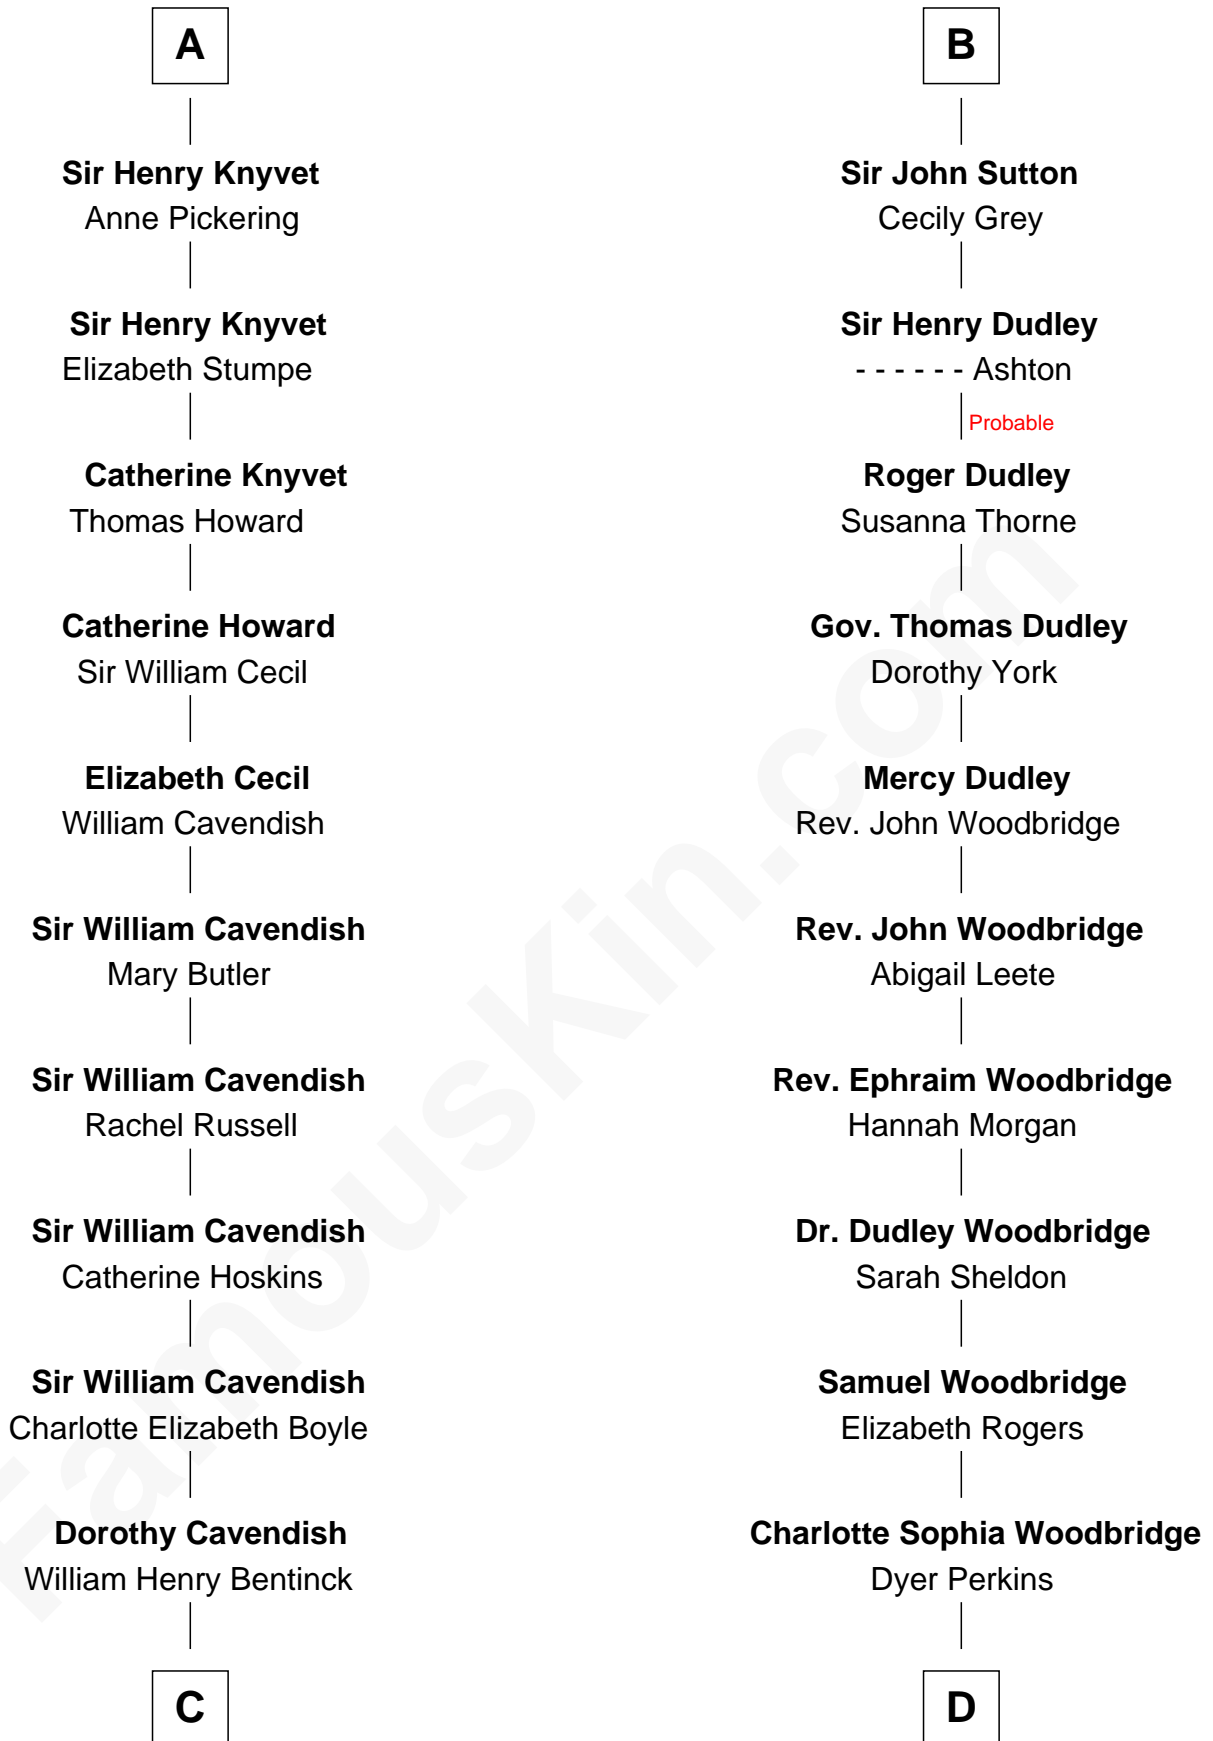 A
Sir Henry Knyvet
Anne Pickering
Sir Henry Knyvet
Elizabeth Stumpe
Catherine Knyvet
Thomas Howard
Catherine Howard
Sir William Cecil
Elizabeth Cecil
William Cavendish
Sir William Cavendish
Mary Butler
Sir William Cavendish
Rachel Russell
Sir William Cavendish
Catherine Hoskins
Sir William Cavendish
Charlotte Elizabeth Boyle
Dorothy Cavendish
William Henry Bentinck
C
B
Sir John Sutton
Cecily Grey
Sir Henry Dudley
- - - - - - Ashton
Probable
Roger Dudley
Susanna Thorne
Gov. Thomas Dudley
Dorothy York
Mercy Dudley
Rev. John Woodbridge
Rev. John Woodbridge
Abigail Leete
Rev. Ephraim Woodbridge
Hannah Morgan
Dr. Dudley Woodbridge
Sarah Sheldon
Samuel Woodbridge
Elizabeth Rogers
Charlotte Sophia Woodbridge
Dyer Perkins
D
FamousKin.com